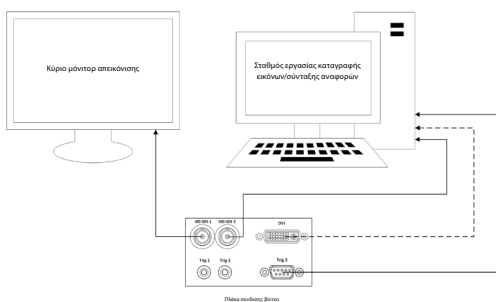 Κύριο μόνιτορ απεικόνισης
Σταθμός εργασίας καταγραφής
εικόνων/σύνταξης αναφορών
HD-SDI 1
HD-SDI 2
DVI
Trig 1
Trig 2
Trig 3
Πλάκα σύνδεσης βίντεο